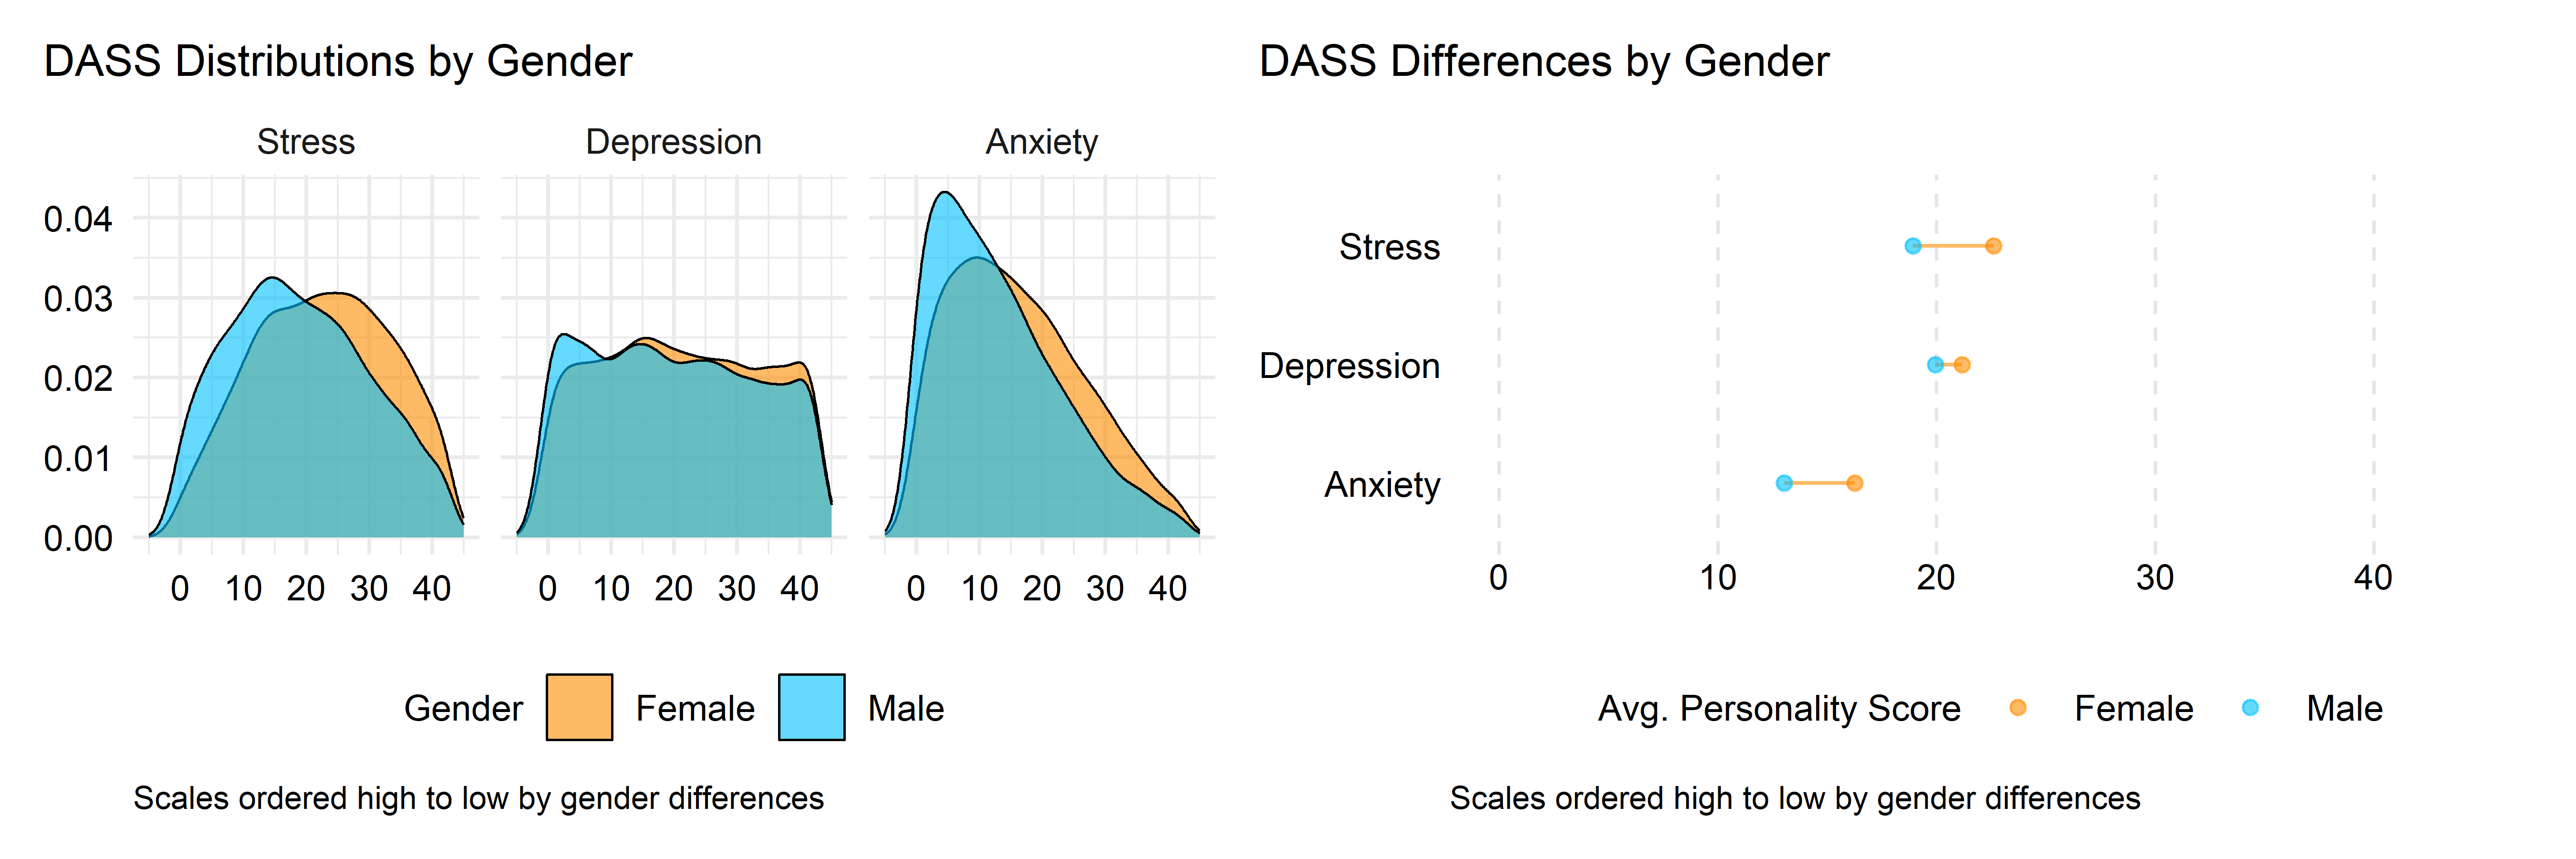 DASS Distributions by Gender
Stress Depression Anxiety
0.04
0.03
0.02
0.01
0.00
0 10 20 30 40 0 10 20 30 40 0 10 20 30 40
Gender Female Male
Scales ordered high to low by gender differences
DASS Differences by Gender
Stress
Depression
Anxiety
0 10 20 30 40
Avg. Personality Score Female Male
Scales ordered high to low by gender differences